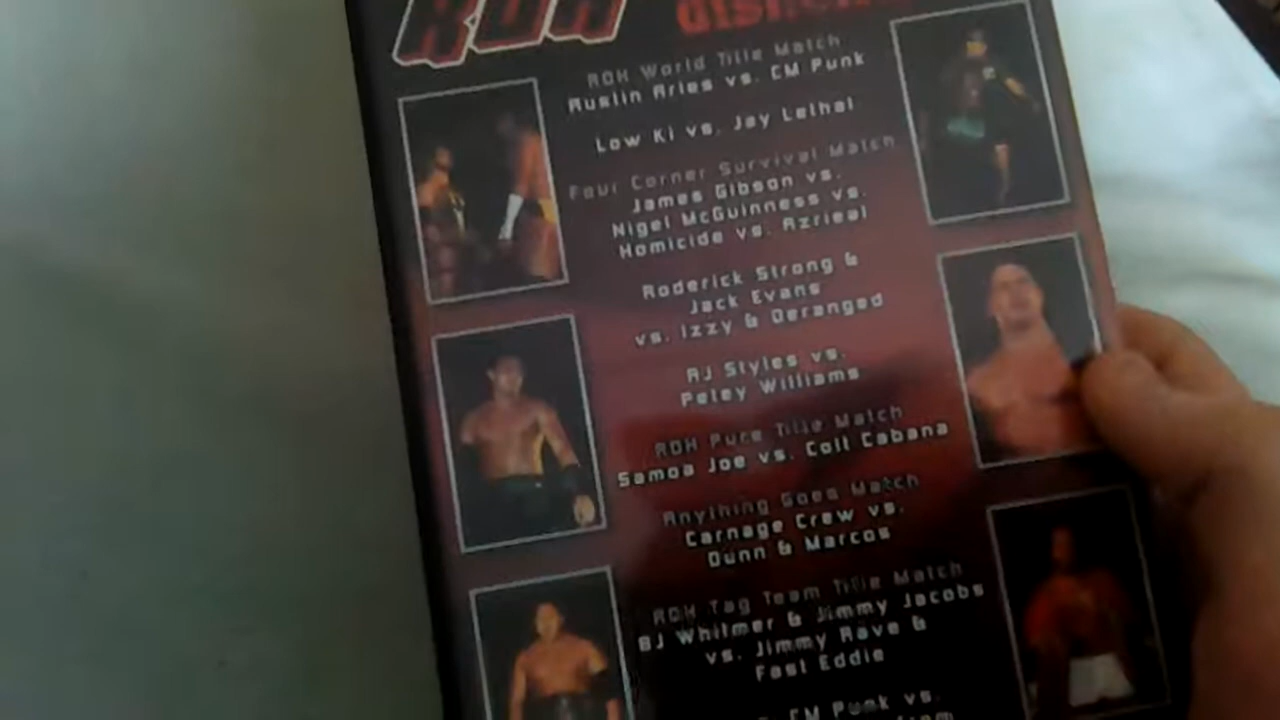 ROH
ROH World Title Match
Austin Aries vs. CM Punk
Low Ki vs. Jay Lethal
Four Corner Survival Match
James Gibson vs.
Nigel McGuinness vs.
Homicide vs. Azrieal
Roderick Strong &
Jack Evans
vs. Izzy & Deranged
AJ Styles vs.
Petey Williams
ROH Pure Title Match
Samoa Joe vs. Colt Cabana
Anything Goes Match
Carnage Crew vs.
Dunn & Marcos
ROH Tag Team Title Match
BJ Whitmer & Jimmy Jacobs
vs. Jimmy Rave &
Fast Eddie
CM Punk vs.